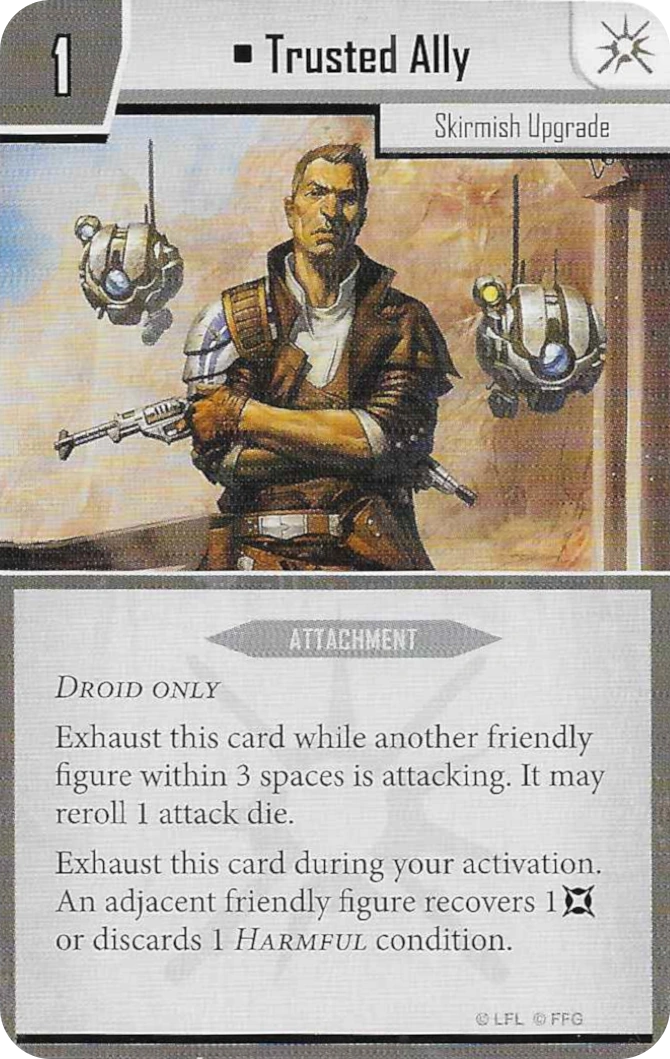 1
▪ Trusted Ally
Skirmish Upgrade
ATTACHMENT
DROID ONLY
Exhaust this card while another friendly
figure within 3 spaces is attacking. It may
reroll 1 attack die.
Exhaust this card during your activation.
An adjacent friendly figure recovers 1
or discards 1 HARMFUL condition.
© LFL © FFG